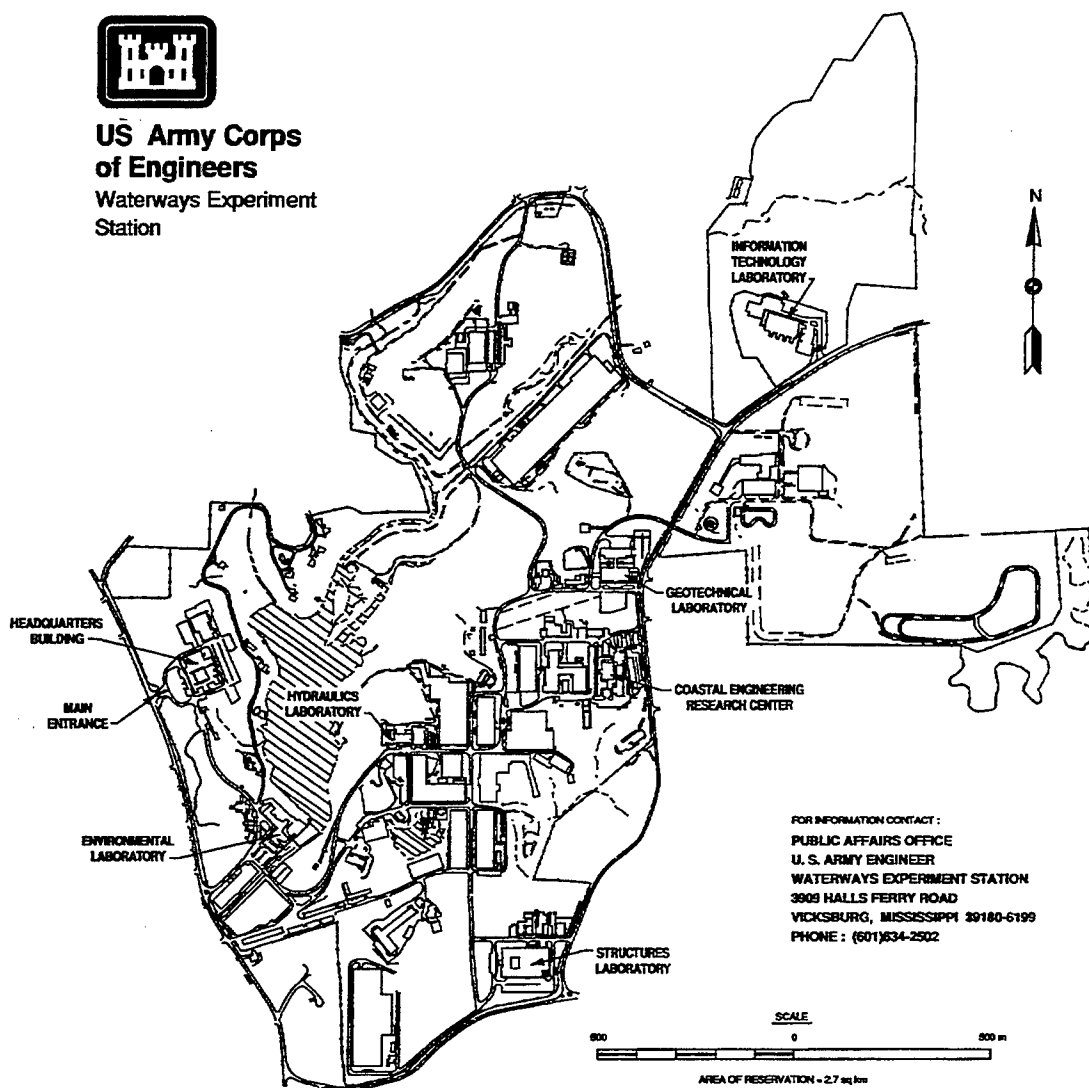 US Army Corps
of Engineers
Waterways Experiment
Station
N
INFORMATION
TECHNOLOGY
LABORATORY
GEOTECHNICAL
LABORATORY
HEADQUARTERS
BUILDING
MAIN
ENTRANCE
HYDRAULICS
LABORATORY
COASTAL ENGINEERING
RESEARCH CENTER
ENVIRONMENTAL
LABORATORY
STRUCTURES
LABORATORY
FOR INFORMATION CONTACT :
PUBLIC AFFAIRS OFFICE
U. S. ARMY ENGINEER
WATERWAYS EXPERIMENT STATION
3909 HALLS FERRY ROAD
VICKSBURG, MISSISSIPPI 39180-6199
PHONE : (601)634-2502
SCALE
500 0 500 m
AREA OF RESERVATION = 2.7 sq km